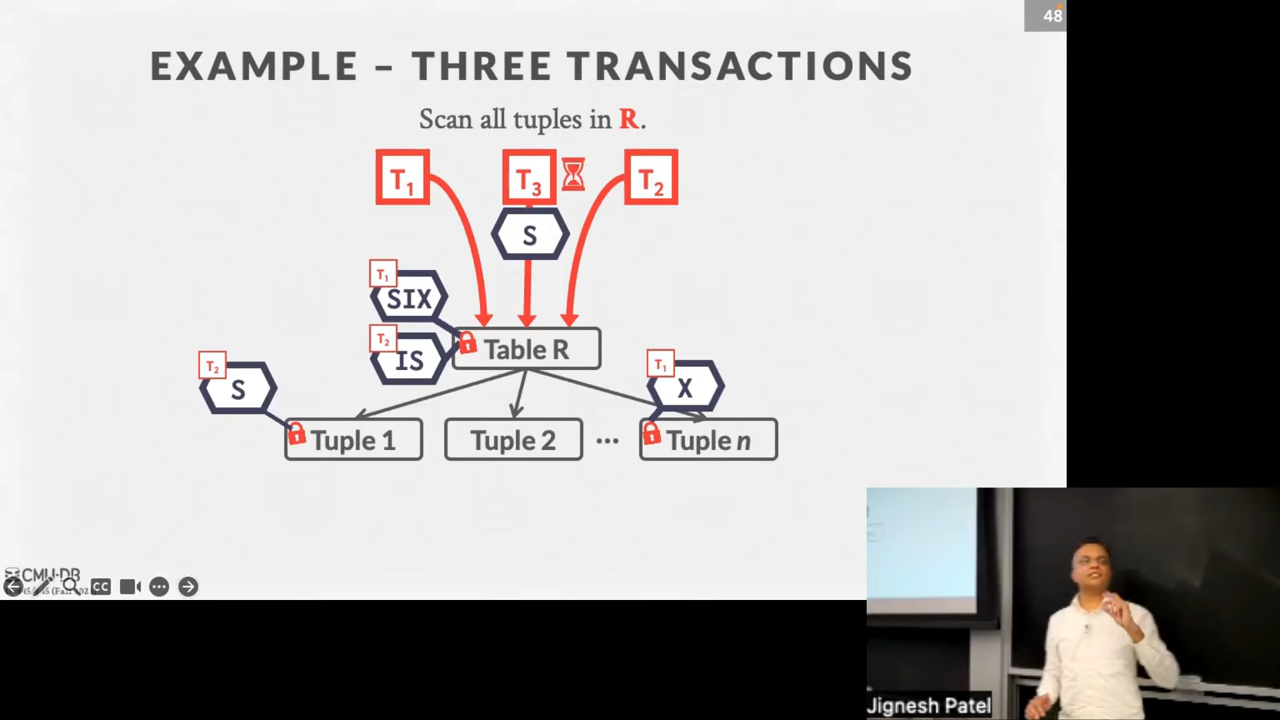 48
EXAMPLE – THREE TRANSACTIONS
Scan all tuples in R.
T1
T3
T2
S
T1
SIX
T2
IS
Table R
T2
S
T1
X
Tuple 1
Tuple 2
...
Tuple n
CMU·DB
CC
Jignesh Patel